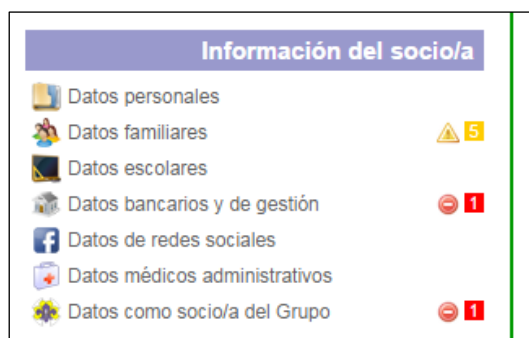 Información del socio/a
Datos personales
Datos familiares 5
Datos escolares
Datos bancarios y de gestión 1
Datos de redes sociales
Datos médicos administrativos
Datos como socio/a del Grupo 1